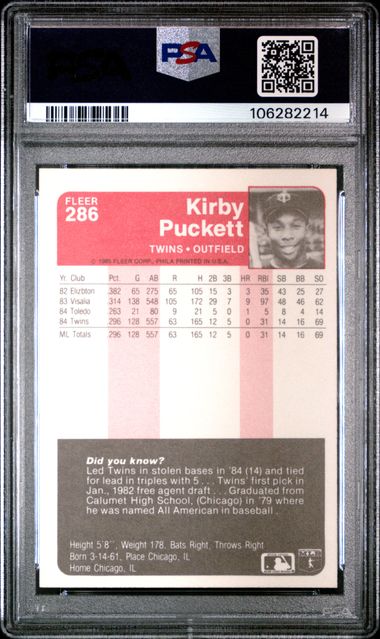 PSA
106282214
FLEER
286
Kirby
Puckett
TWINS • OUTFIELD
© 1985 FLEER CORP., PHILA PRINTED IN U.S.A.
Yr. Club Pct. G AB R H 2B 3B HR RBI SB BB SO
82 Elizbton 382 65 275 65 105 15 3 3 35 43 25 27
83 Visalia 314 138 548 105 172 29 7 9 97 48 46 62
84 Toledo 263 21 80 9 21 5 0 1 5 8 4 14
84 Twins 296 128 557 63 165 12 5 0 31 14 16 69
ML Totals 296 128 557 63 165 12 5 0 31 14 16 69
Did you know?
Led Twins in stolen bases in '84 (14) and tied
for lead in triples with 5 . . . Twins' first pick in
Jan., 1982 free agent draft . . . Graduated from
Calumet High School, (Chicago) in '79 where
he was named All American in baseball.
Height 5'8", Weight 178, Bats Right, Throws Right
Born 3-14-61, Place Chicago, IL
Home Chicago, IL